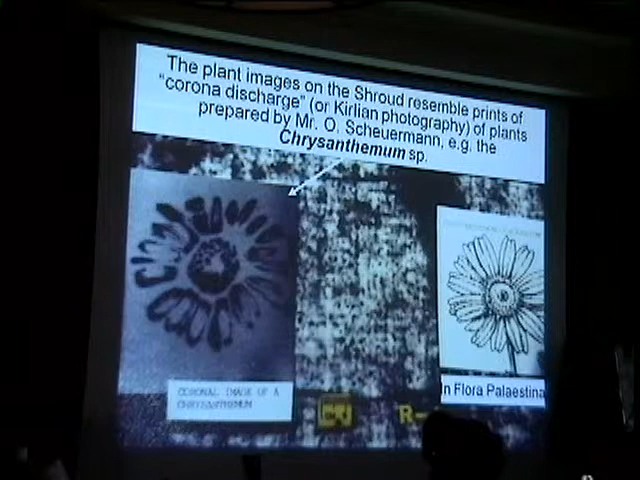 The plant images on the Shroud resemble prints of
"corona discharge" (or Kirlian photography) of plants
prepared by Mr. O. Scheuermann, e.g. the
Chrysanthemum sp.
CORONAL IMAGE OF A
CHRYSANTHEMUM
In Flora Palaestina
R-